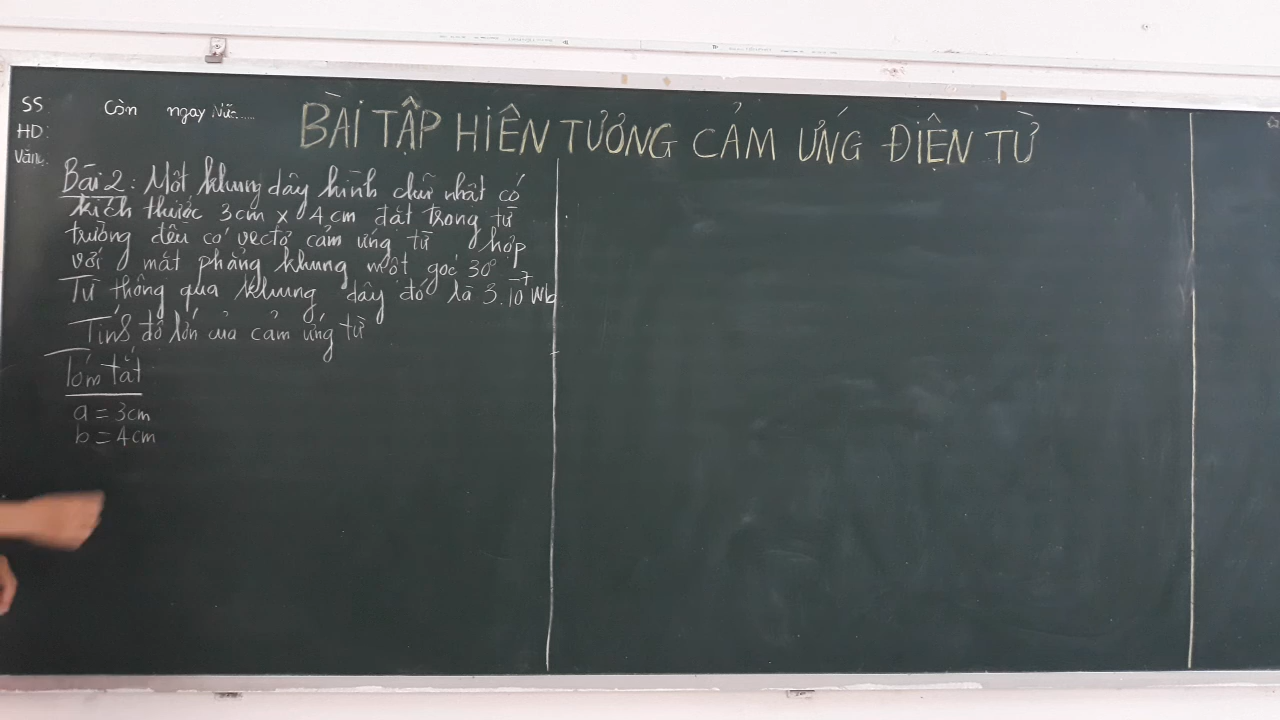 SS:
Còn ngay Nữa.....
BÀI TẬP HIỆN TƯỢNG CẢM ỨNG ĐIỆN TỪ
HD:
Vắng:
Bài 2: Một khung dây hình chữ nhật có
kích thước 3cm x 4cm đặt trong từ
trường đều có vectơ cảm ứng từ hợp
với mặt phẳng khung một góc 30°
Từ thông qua khung dây đó là 3.10⁻⁷ Wb
Tính độ lớn của cảm ứng từ
Tóm tắt
a = 3cm
b = 4cm